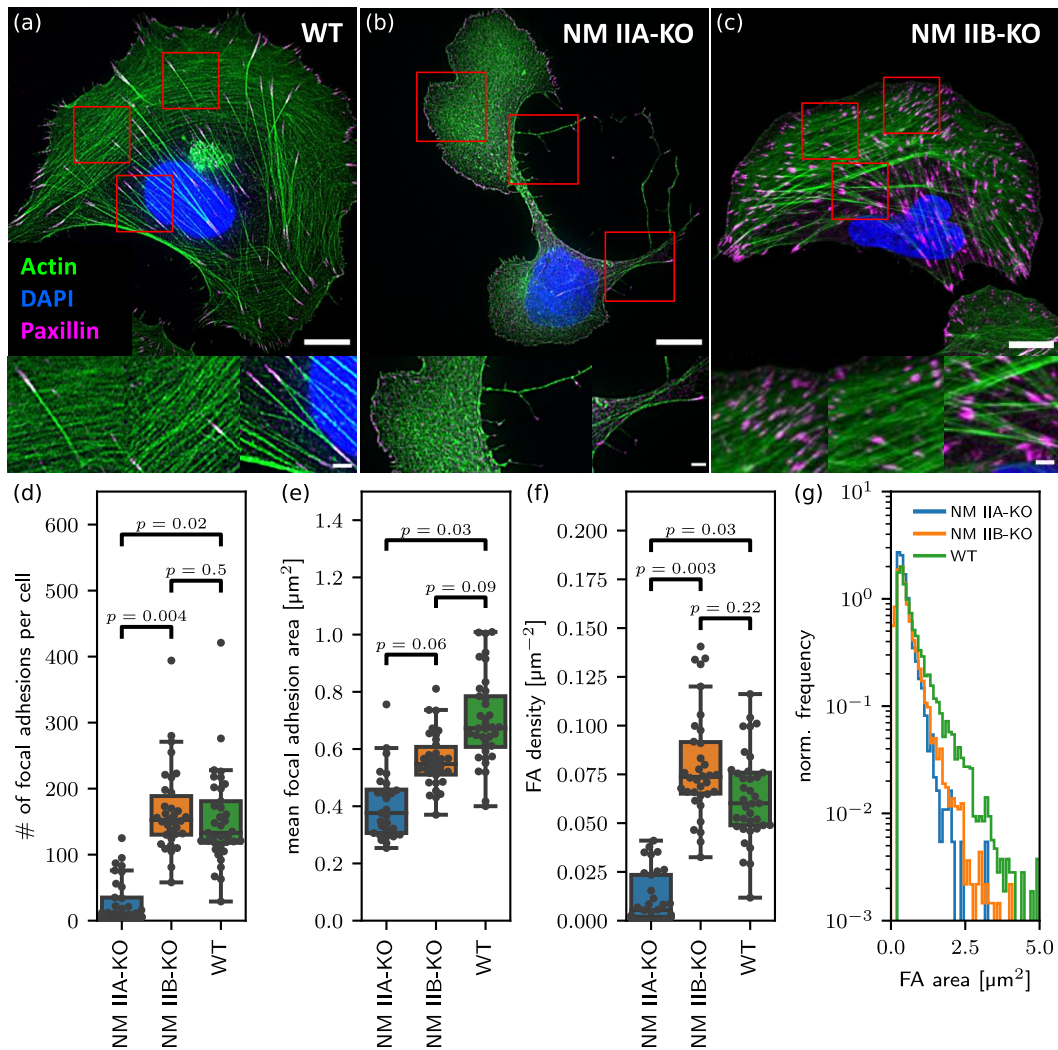 (a) WT
(b) NM IIA-KO
(c) NM IIB-KO
Actin
DAPI
Paxillin
(d)
# of focal adhesions per cell
600
500
400
300
200
100
0
p = 0.02
p = 0.5
p = 0.004
NM IIA-KO
NM IIB-KO
WT
(e)
mean focal adhesion area [μm²]
1.4
1.2
1.0
0.8
0.6
0.4
0.2
0.0
p = 0.03
p = 0.09
p = 0.06
NM IIA-KO
NM IIB-KO
WT
(f)
FA density [μm⁻²]
0.200
0.175
0.150
0.125
0.100
0.075
0.050
0.025
0.000
p = 0.03
p = 0.003
p = 0.22
NM IIA-KO
NM IIB-KO
WT
(g)
norm. frequency
10¹
10⁰
10⁻¹
10⁻²
10⁻³
NM IIA-KO
NM IIB-KO
WT
0.0 2.5 5.0
FA area [μm²]